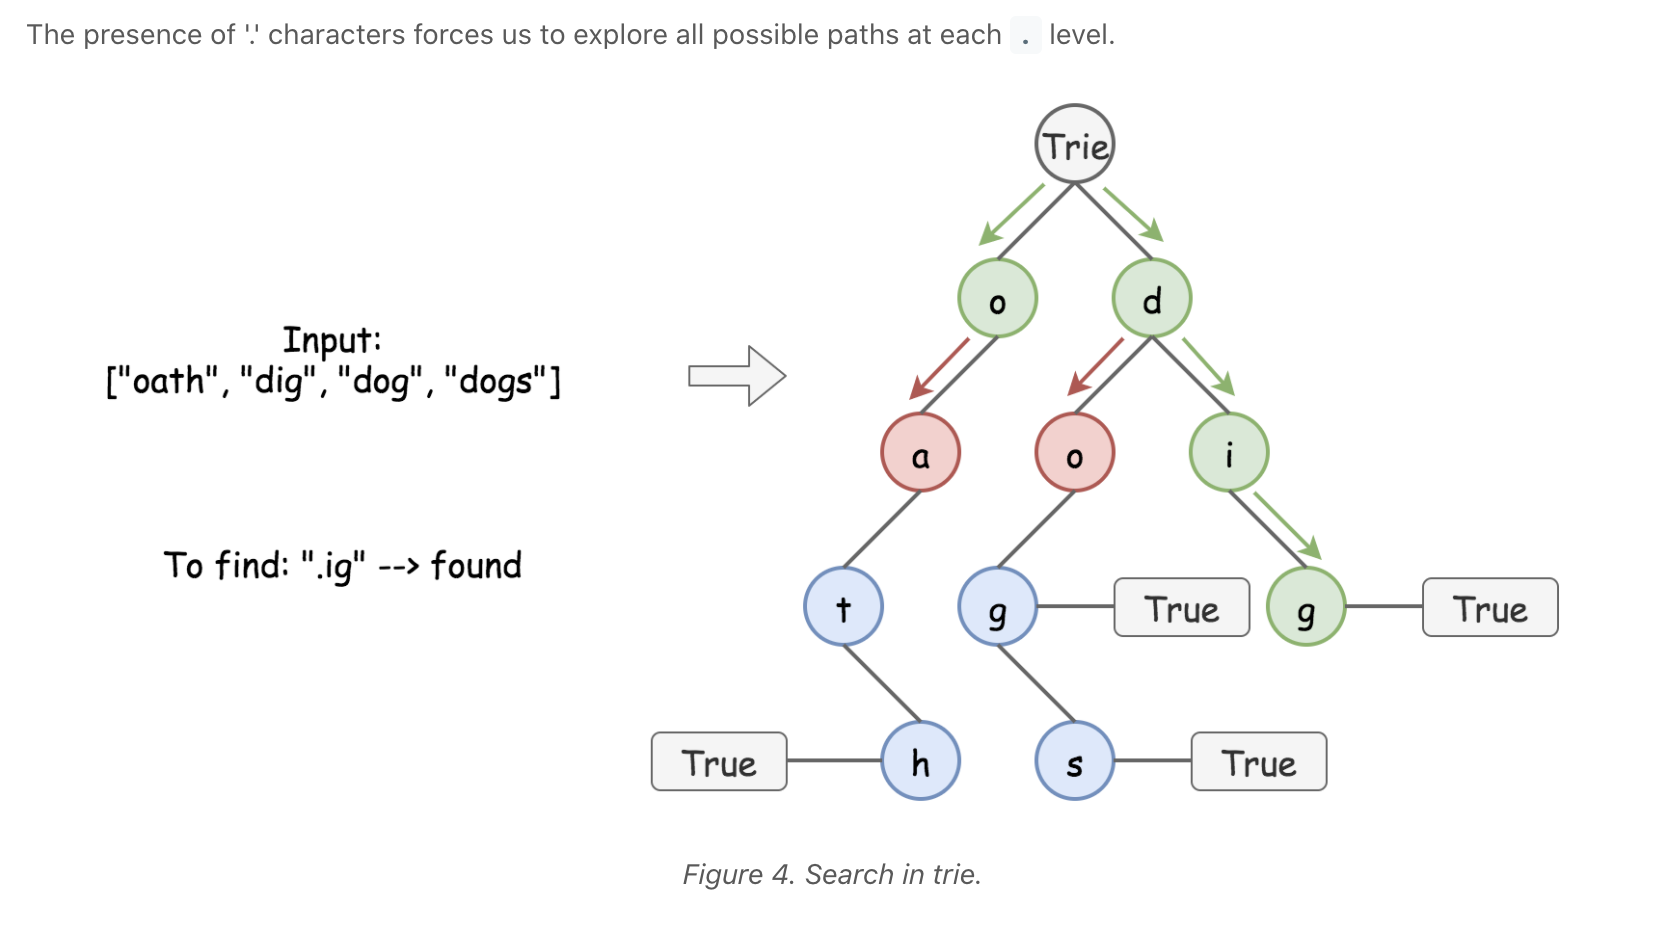 The presence of '.' characters forces us to explore all possible paths at each . level.
Trie
o d
Input:
["oath", "dig", "dog", "dogs"]
a o i
To find: ".ig" --> found
t g True g True
True h s True
Figure 4. Search in trie.